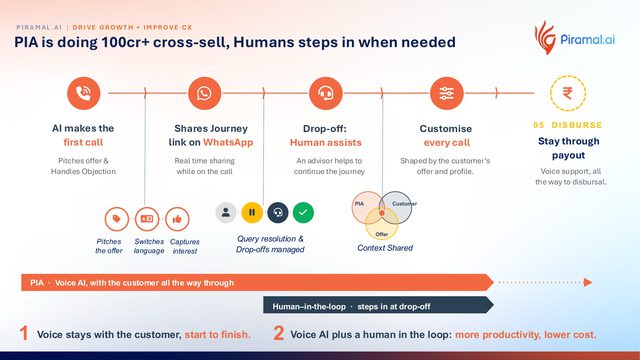 PIRAMAL.AI | DRIVE GROWTH + IMPROVE CX
PIA is doing 100cr+ cross-sell, Humans steps in when needed
Piramal.ai
AI makes the
first call
Pitches offer &
Handles Objection
Shares Journey
link on WhatsApp
Real time sharing
while on the call
Drop-off:
Human assists
An advisor helps to
continue the journey
Customise
every call
Shaped by the customer's
offer and profile.
₹
05 DISBURSE
Stay through
payout
Voice support, all
the way to disbursal.
Pitches
the offer
Switches
language
Captures
interest
Query resolution &
Drop-offs managed
PIA
Customer
Offer
Context Shared
PIA · Voice AI, with the customer all the way through
Human–in-the-loop · steps in at drop-off
1 Voice stays with the customer, start to finish.
2 Voice AI plus a human in the loop: more productivity, lower cost.